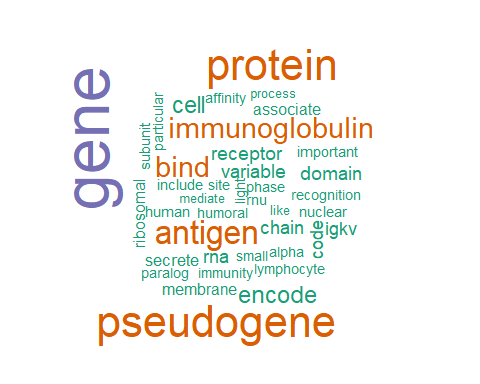 protein
gene
process
affinity
particular
cell
associate
immunoglobulin
subunit
receptor
important
bind
variable
domain
include site
light
phase
mediate
rnu
recognition
ribosomal
human
humoral
like
nuclear
antigen
chain
code
igkv
secrete
rna
small
alpha
paralog
immunity
lymphocyte
membrane
encode
pseudogene